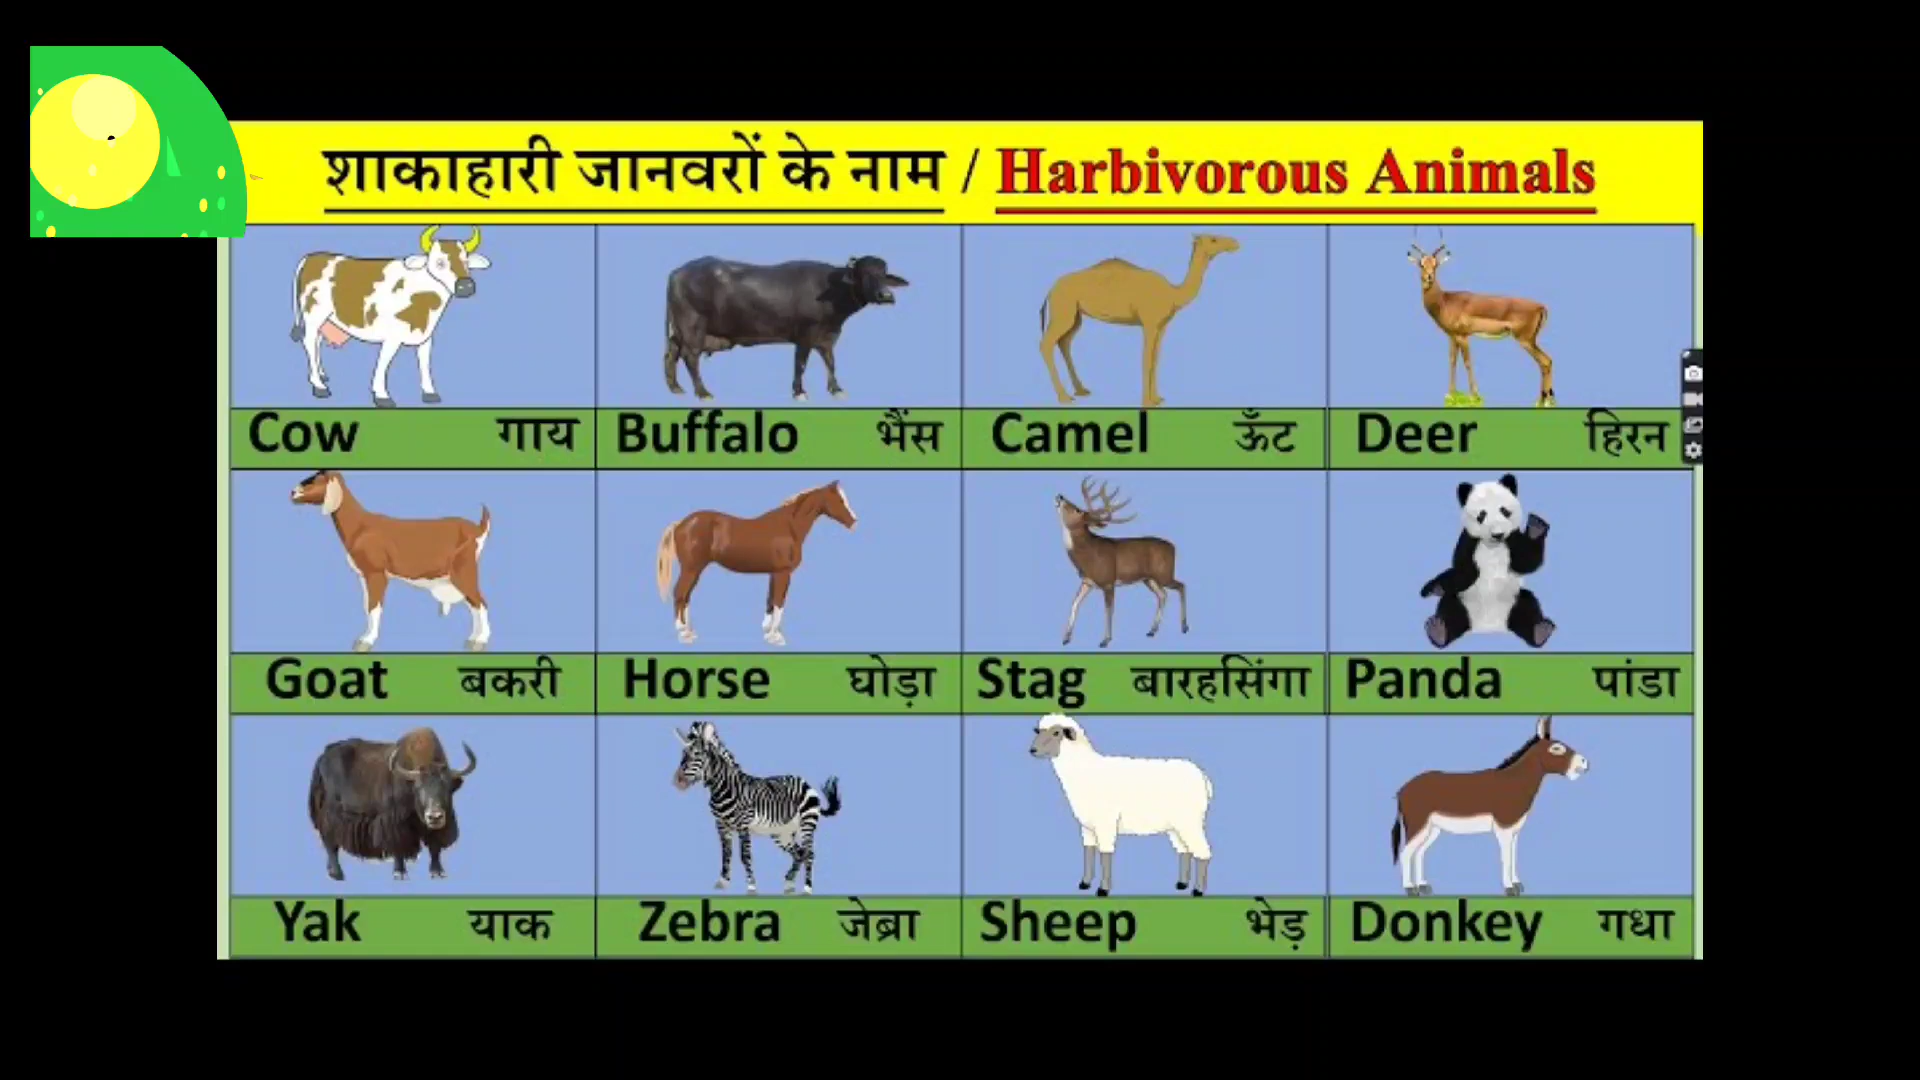 शाकाहारी जानवरों के नाम / Harbivorous Animals
Cow गाय Buffalo भैंस Camel ऊँट Deer हिरन
Goat बकरी Horse घोड़ा Stag बारहसिंगा Panda पांडा
Yak याक Zebra जेब्रा Sheep भेड़ Donkey गधा